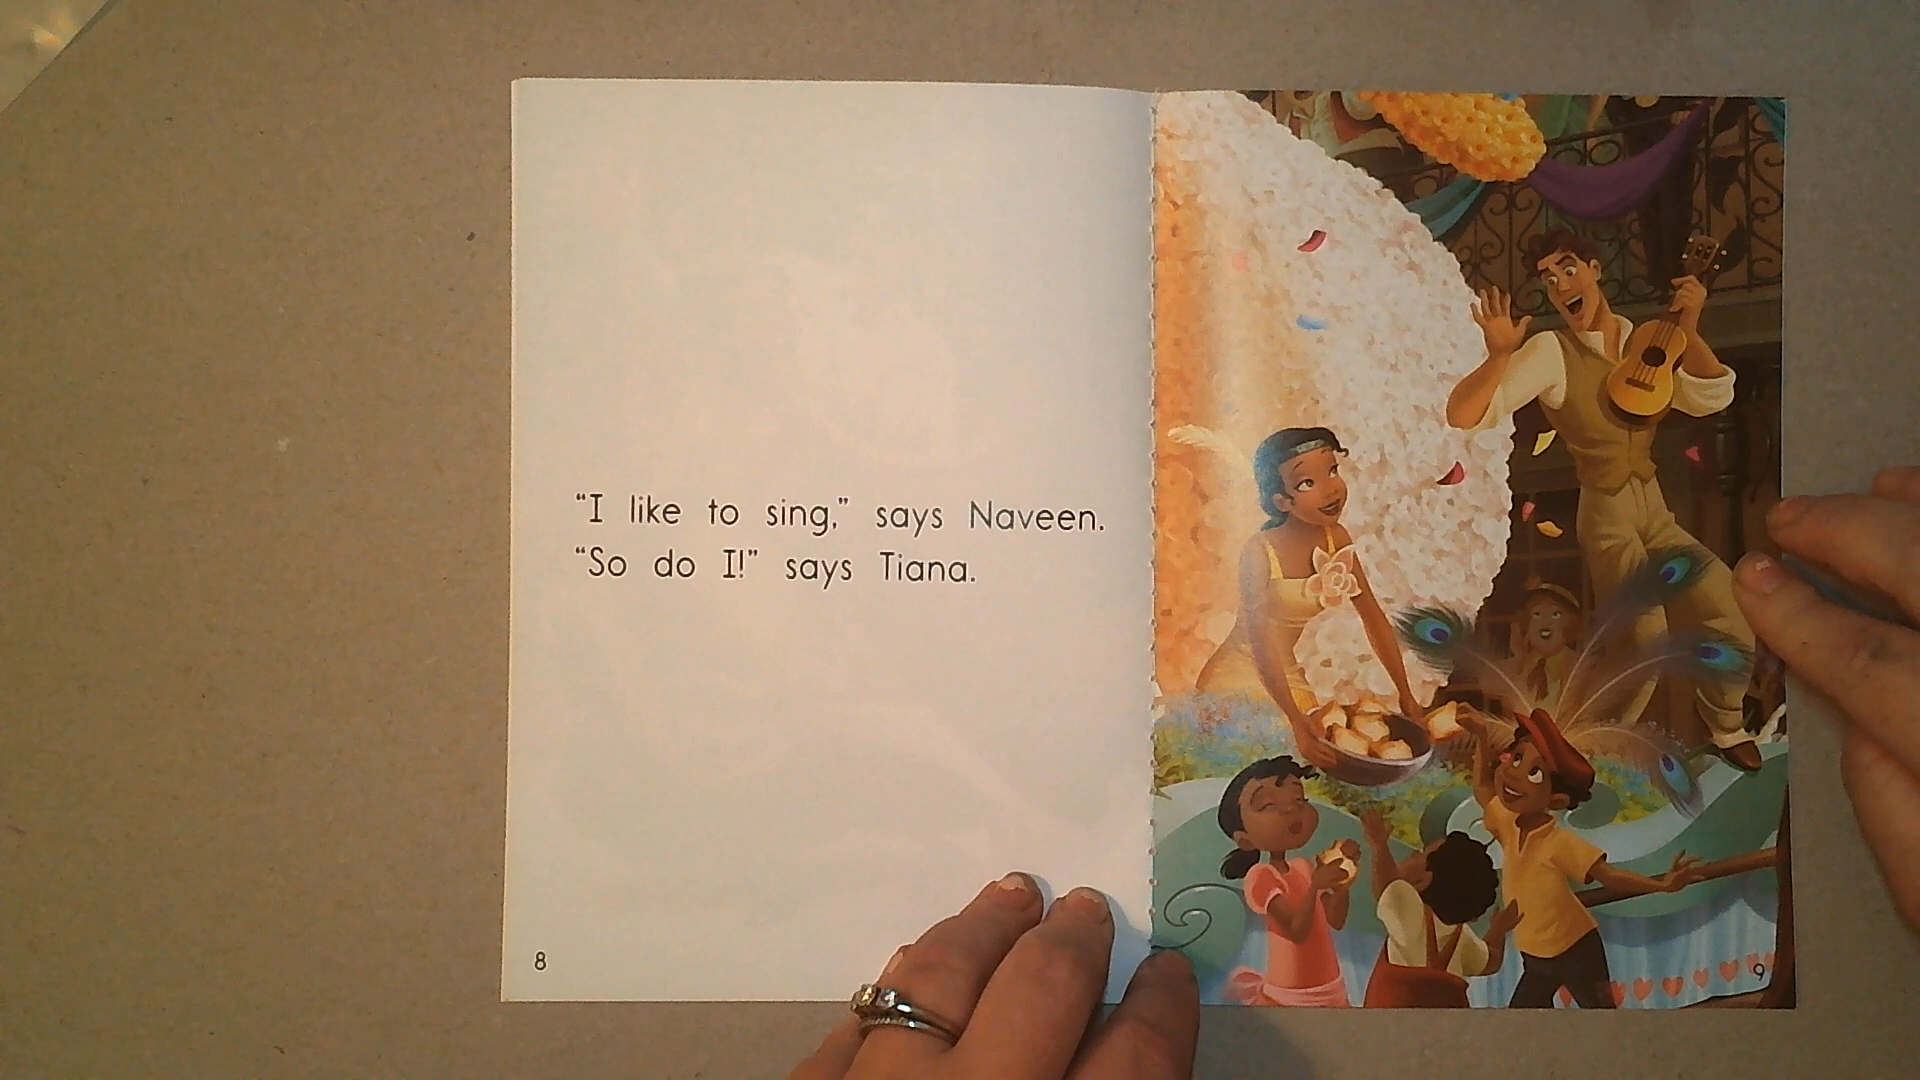 “I like to sing,” says Naveen.
“So do I!” says Tiana.
8
9